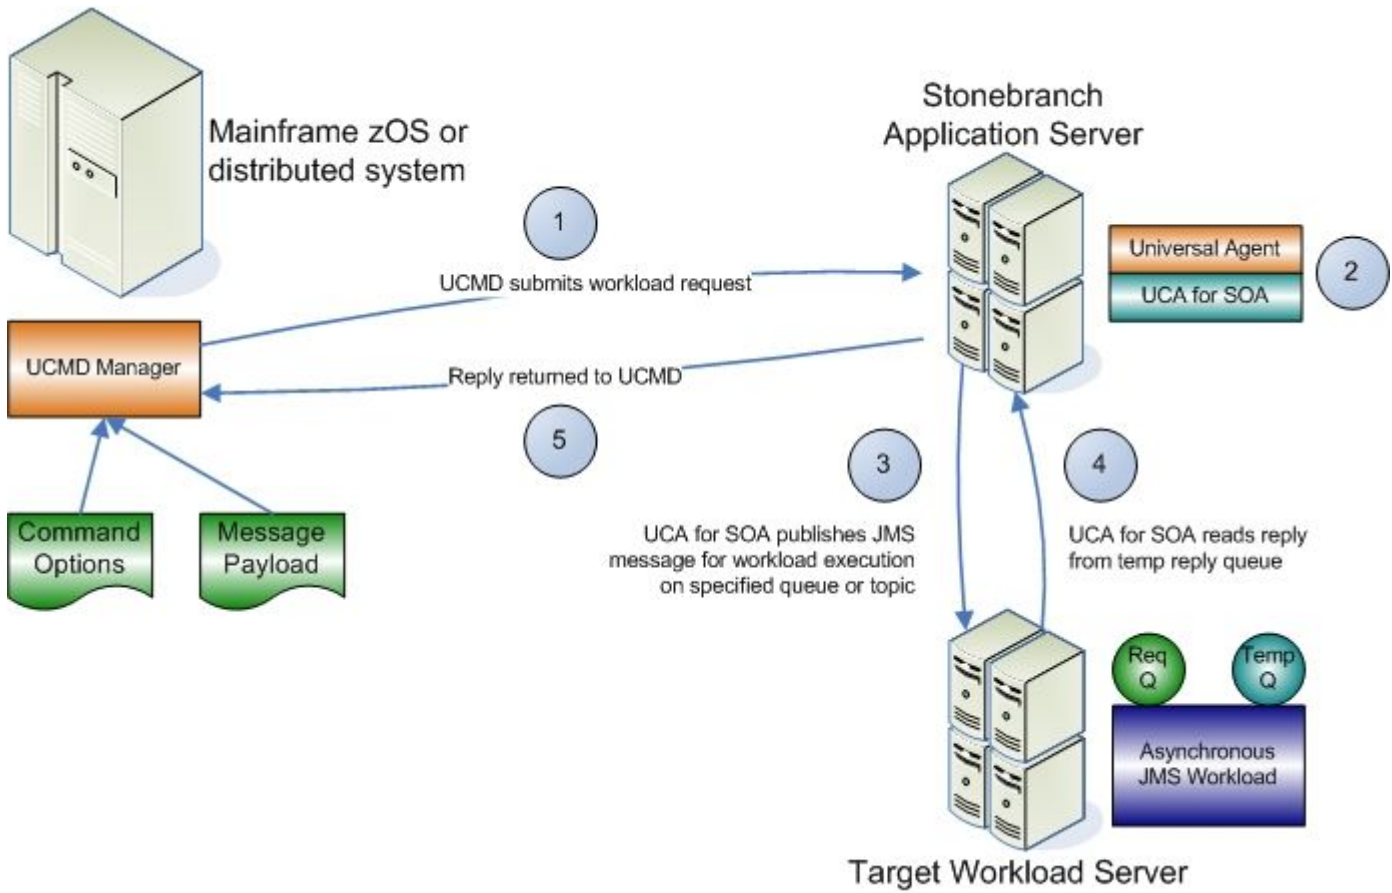 Mainframe zOS or
distributed system
Stonebranch
Application Server
1
UCMD submits workload request
Universal Agent
UCA for SOA
2
UCMD Manager
Reply returned to UCMD
5
3
4
Command
Options
Message
Payload
UCA for SOA publishes JMS
message for workload execution
on specified queue or topic
UCA for SOA reads reply
from temp reply queue
Req
Q
Temp
Q
Asynchronous
JMS Workload
Target Workload Server